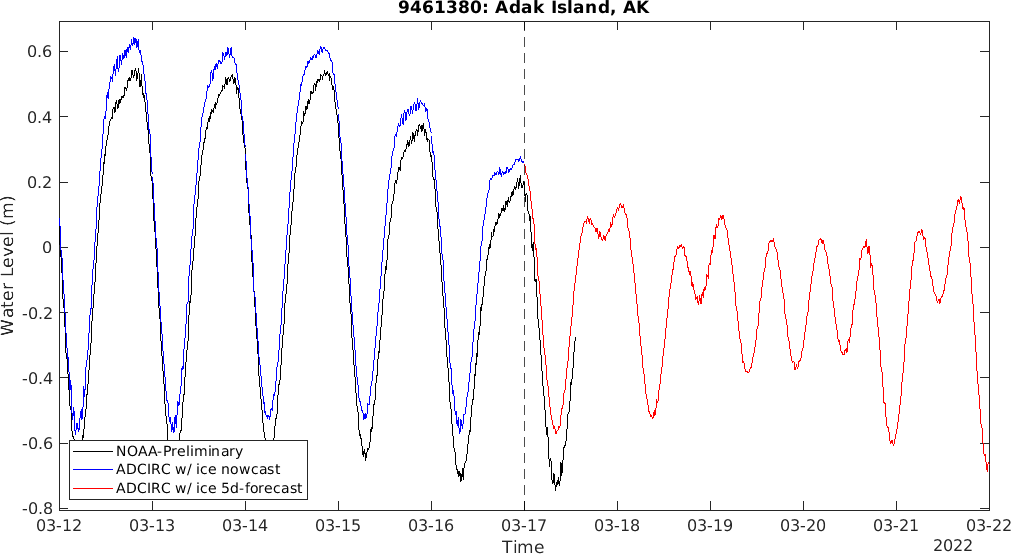 9461380: Adak Island, AK
0.6
0.4
0.2
0
-0.2
-0.4
-0.6
-0.8
Water Level (m)
NOAA-Preliminary
ADCIRC w/ ice nowcast
ADCIRC w/ ice 5d-forecast
03-12 03-13 03-14 03-15 03-16 03-17 03-18 03-19 03-20 03-21 03-22
Time
2022